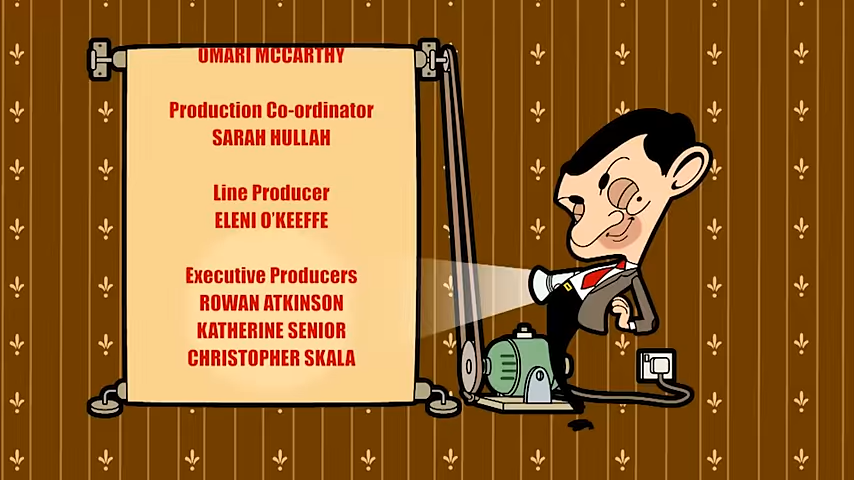 OMARI MCCARTHY
Production Co-ordinator
SARAH HULLAH
Line Producer
ELENI O'KEEFFE
Executive Producers
ROWAN ATKINSON
KATHERINE SENIOR
CHRISTOPHER SKALA